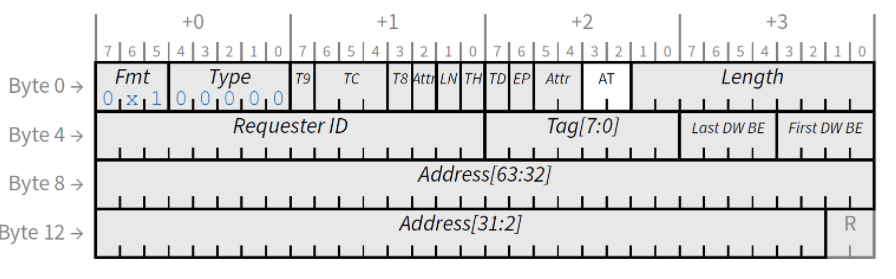 +0 +1 +2 +3
7 6 5 4 3 2 1 0 7 6 5 4 3 2 1 0 7 6 5 4 3 2 1 0 7 6 5 4 3 2 1 0
Byte 0 → Fmt Type T9 TC T8 Attr LN TH TD EP Attr AT Length
0 x 1 0 0 0 0 0
Byte 4 → Requester ID Tag[7:0] Last DW BE First DW BE
Byte 8 → Address[63:32]
Byte 12 → Address[31:2] R